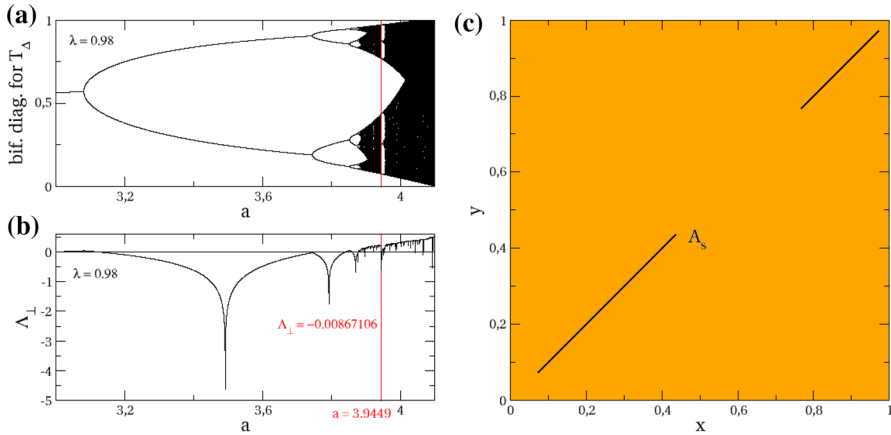 (a)
bif. diag. for T_Δ
1
0,5
0
λ = 0.98
3,2
3,6
4
a
(b)
Λ_⊥
0
-1
-2
-3
-4
-5
λ = 0.98
Λ_⊥ = −0.00867106
3,2
3,6
4
a
a = 3.9449
(c)
y
1
0,8
0,6
0,4
0,2
0
A_s
0
0,2
0,4
0,6
0,8
1
x